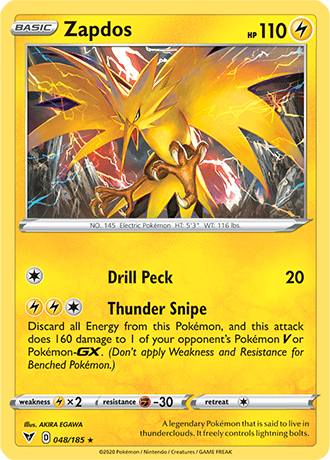 BASIC Zapdos HP 110
NO. 145 Electric Pokémon HT: 5'3" WT: 116 lbs.
Drill Peck 20
Thunder Snipe
Discard all Energy from this Pokémon, and this attack
does 160 damage to 1 of your opponent's Pokémon V or
Pokémon-GX. (Don't apply Weakness and Resistance for
Benched Pokémon.)
weakness ×2 resistance -30 retreat
Illus. AKIRA EGAWA
D 048/185 ★
A legendary Pokémon that is said to live in
thunderclouds. It freely controls lightning bolts.
©2020 Pokémon / Nintendo / Creatures / GAME FREAK